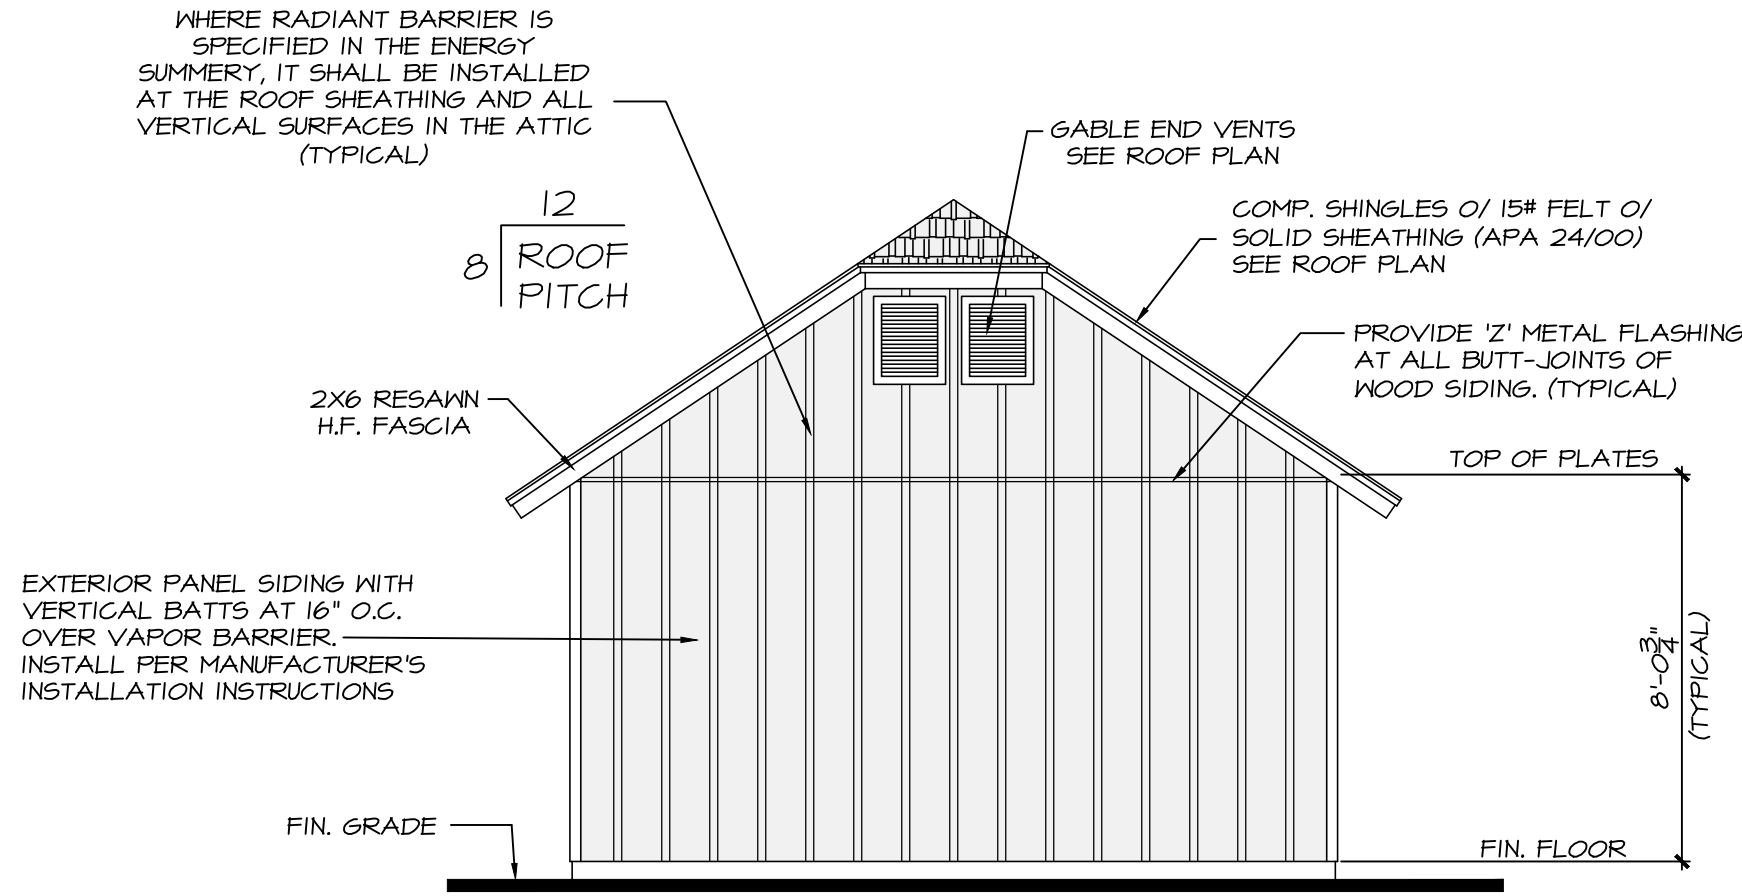 WHERE RADIANT BARRIER IS
SPECIFIED IN THE ENERGY
SUMMERY, IT SHALL BE INSTALLED
AT THE ROOF SHEATHING AND ALL
VERTICAL SURFACES IN THE ATTIC
(TYPICAL)
GABLE END VENTS
SEE ROOF PLAN
12
8
ROOF
PITCH
COMP. SHINGLES O/ 15# FELT O/
SOLID SHEATHING (APA 24/00)
SEE ROOF PLAN
PROVIDE 'Z' METAL FLASHING
AT ALL BUTT-JOINTS OF
WOOD SIDING. (TYPICAL)
2X6 RESAWN
H.F. FASCIA
TOP OF PLATES
EXTERIOR PANEL SIDING WITH
VERTICAL BATTS AT 16" O.C.
OVER VAPOR BARRIER.
INSTALL PER MANUFACTURER'S
INSTALLATION INSTRUCTIONS
8'-0 3/4"
(TYPICAL)
FIN. GRADE
FIN. FLOOR